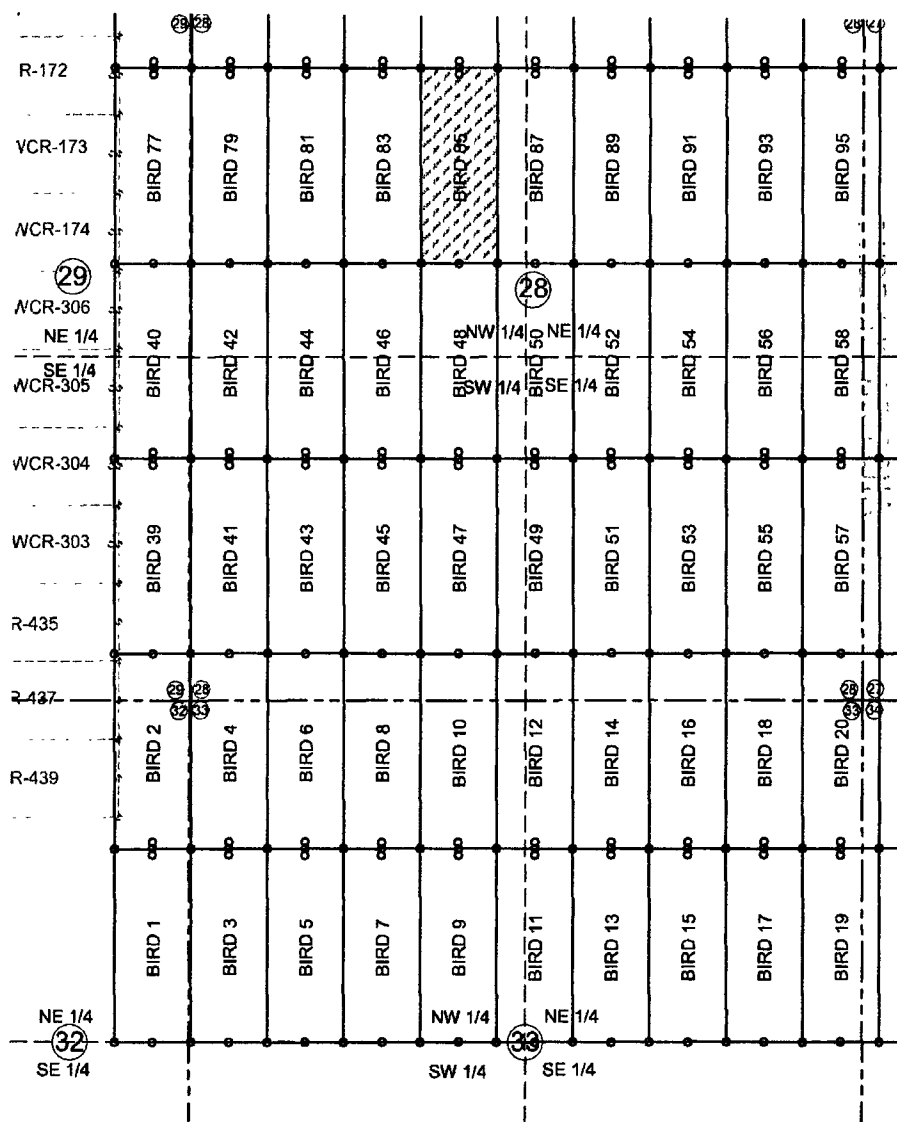 29 28 28 27
R-172
WCR-173
BIRD 77 BIRD 79 BIRD 81 BIRD 83 BIRD 85 BIRD 87 BIRD 89 BIRD 91 BIRD 93 BIRD 95
WCR-174
29 28
WCR-306
NE 1/4 NW 1/4 NE 1/4
BIRD 40 BIRD 42 BIRD 44 BIRD 46 BIRD 48 BIRD 50 BIRD 52 BIRD 54 BIRD 56 BIRD 58
SE 1/4 SW 1/4 SE 1/4
WCR-305
WCR-304
WCR-303
BIRD 39 BIRD 41 BIRD 43 BIRD 45 BIRD 47 BIRD 49 BIRD 51 BIRD 53 BIRD 55 BIRD 57
R-435
29 28 28 27
R-437
32 33 33 34
BIRD 2 BIRD 4 BIRD 6 BIRD 8 BIRD 10 BIRD 12 BIRD 14 BIRD 16 BIRD 18 BIRD 20
R-439
BIRD 1 BIRD 3 BIRD 5 BIRD 7 BIRD 9 BIRD 11 BIRD 13 BIRD 15 BIRD 17 BIRD 19
NE 1/4 NW 1/4 NE 1/4
32 33
SE 1/4 SW 1/4 SE 1/4